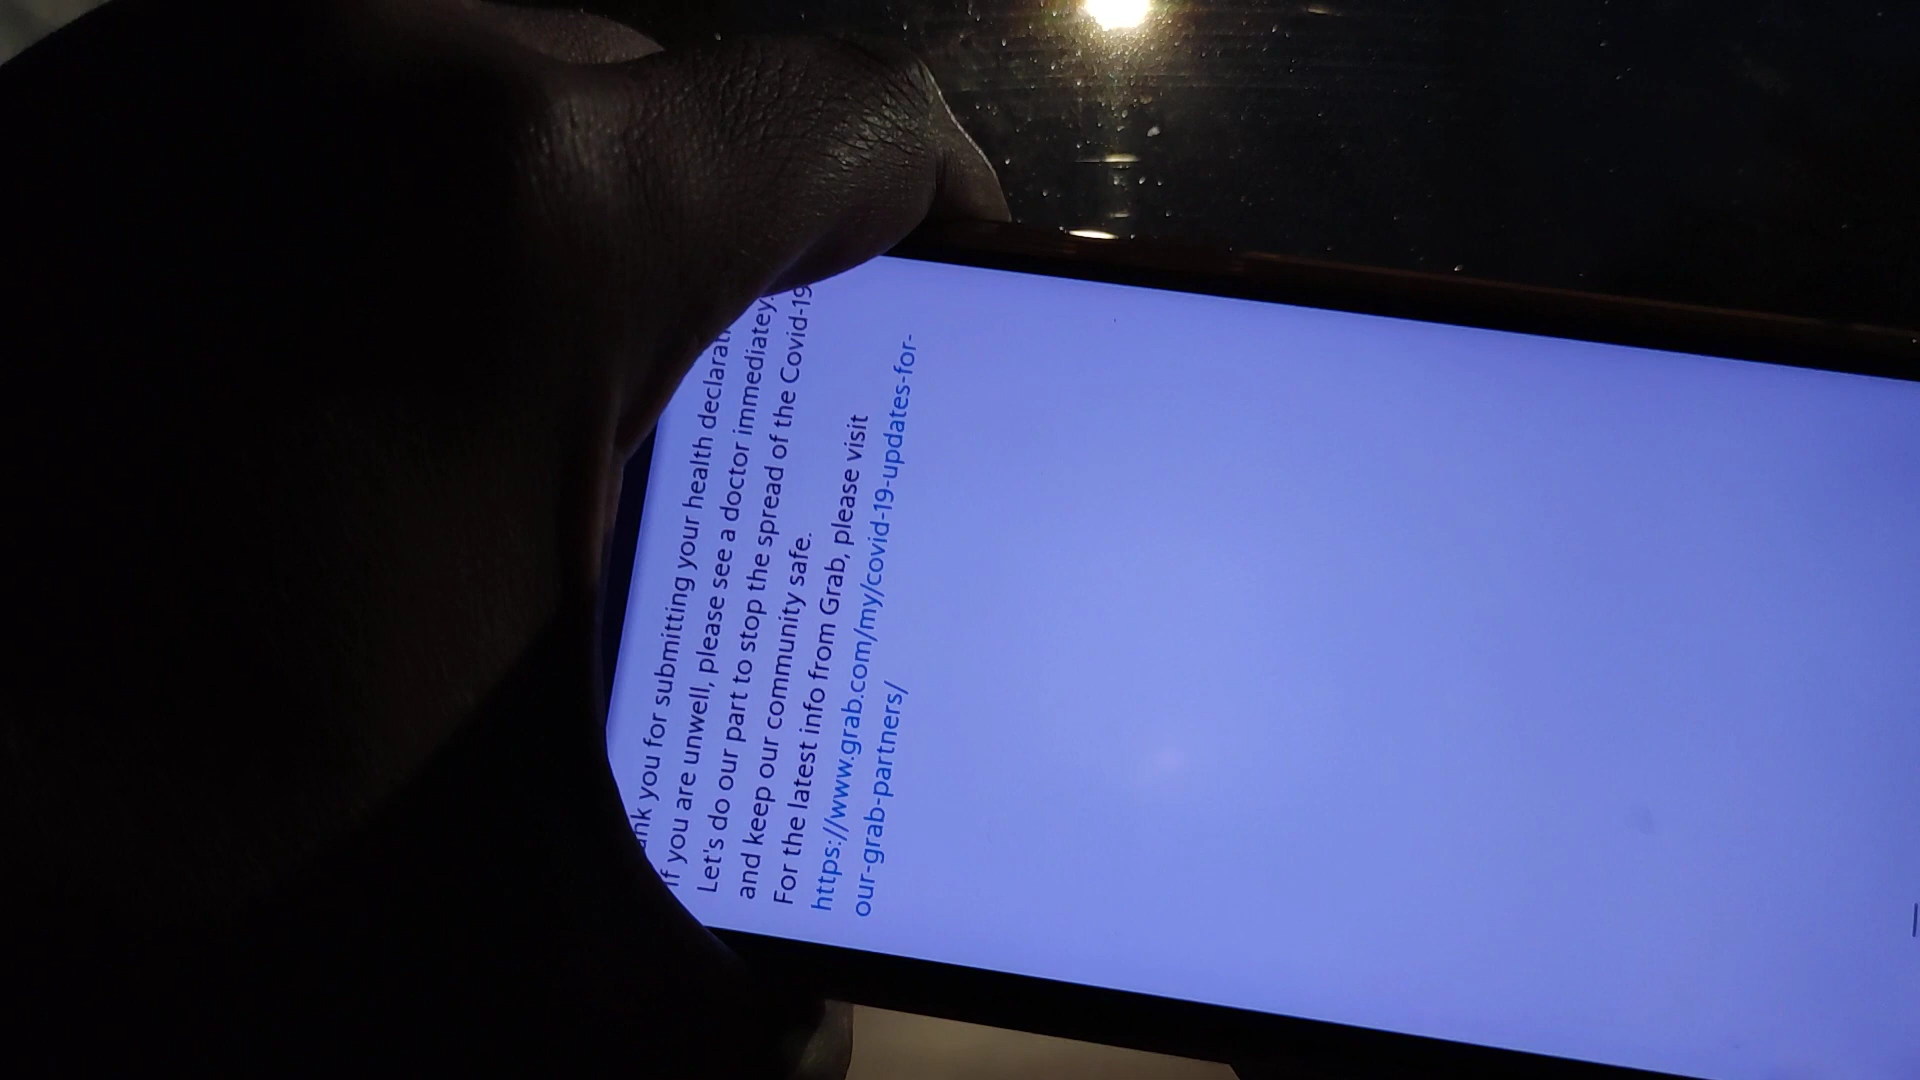 you for submitting your health
If you are unwell, please see a doctor immediatey.
Let's do our part to stop the spread of the Covid-19
and keep our community safe.
For the latest info from Grab, please visit
https://www.grab.com/my/covid-19-updates-for-
our-grab-partners/